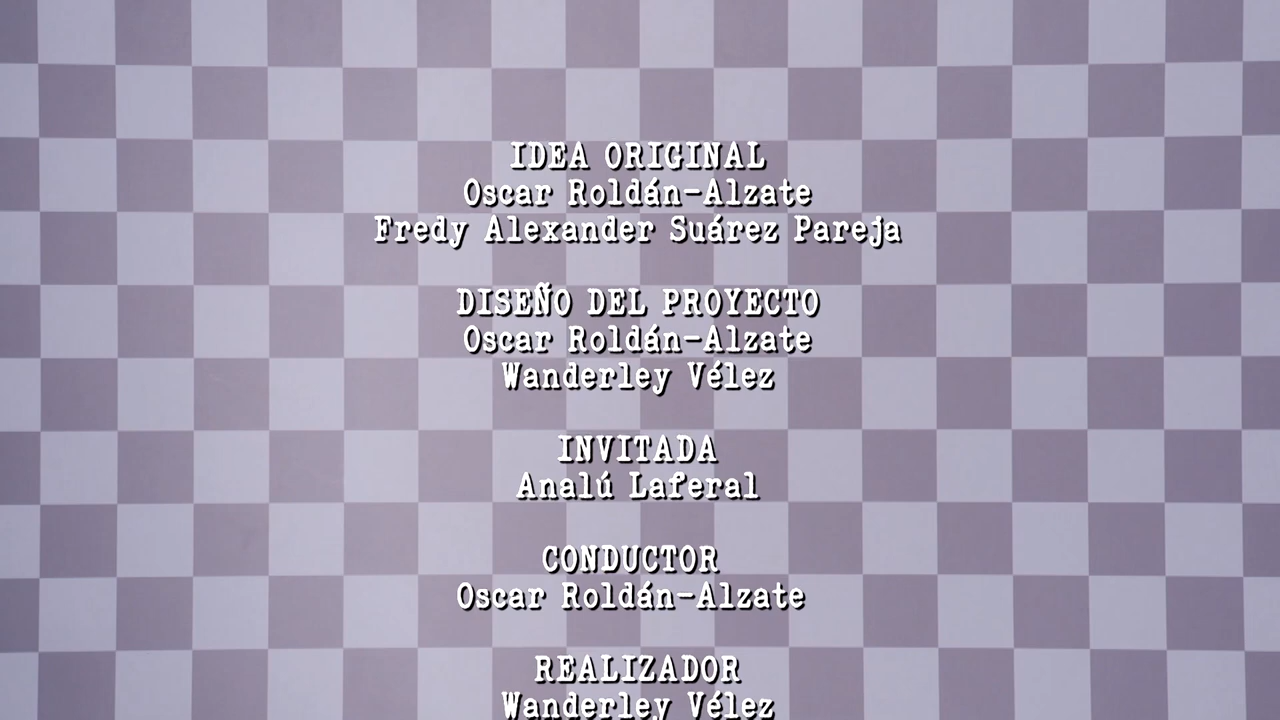 IDEA ORIGINAL
Oscar Roldán-Alzate
Fredy Alexander Suárez Pareja
DISEÑO DEL PROYECTO
Oscar Roldán-Alzate
Wanderley Vélez
INVITADA
Analú Laferal
CONDUCTOR
Oscar Roldán-Alzate
REALIZADOR
Wanderley Vélez